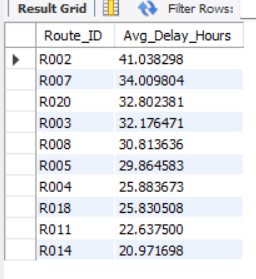 Result Grid Filter Rows:
Route_ID Avg_Delay_Hours
R002 41.038298
R007 34.009804
R020 32.802381
R003 32.176471
R008 30.813636
R005 29.864583
R004 25.883673
R018 25.830508
R011 22.637500
R014 20.971698